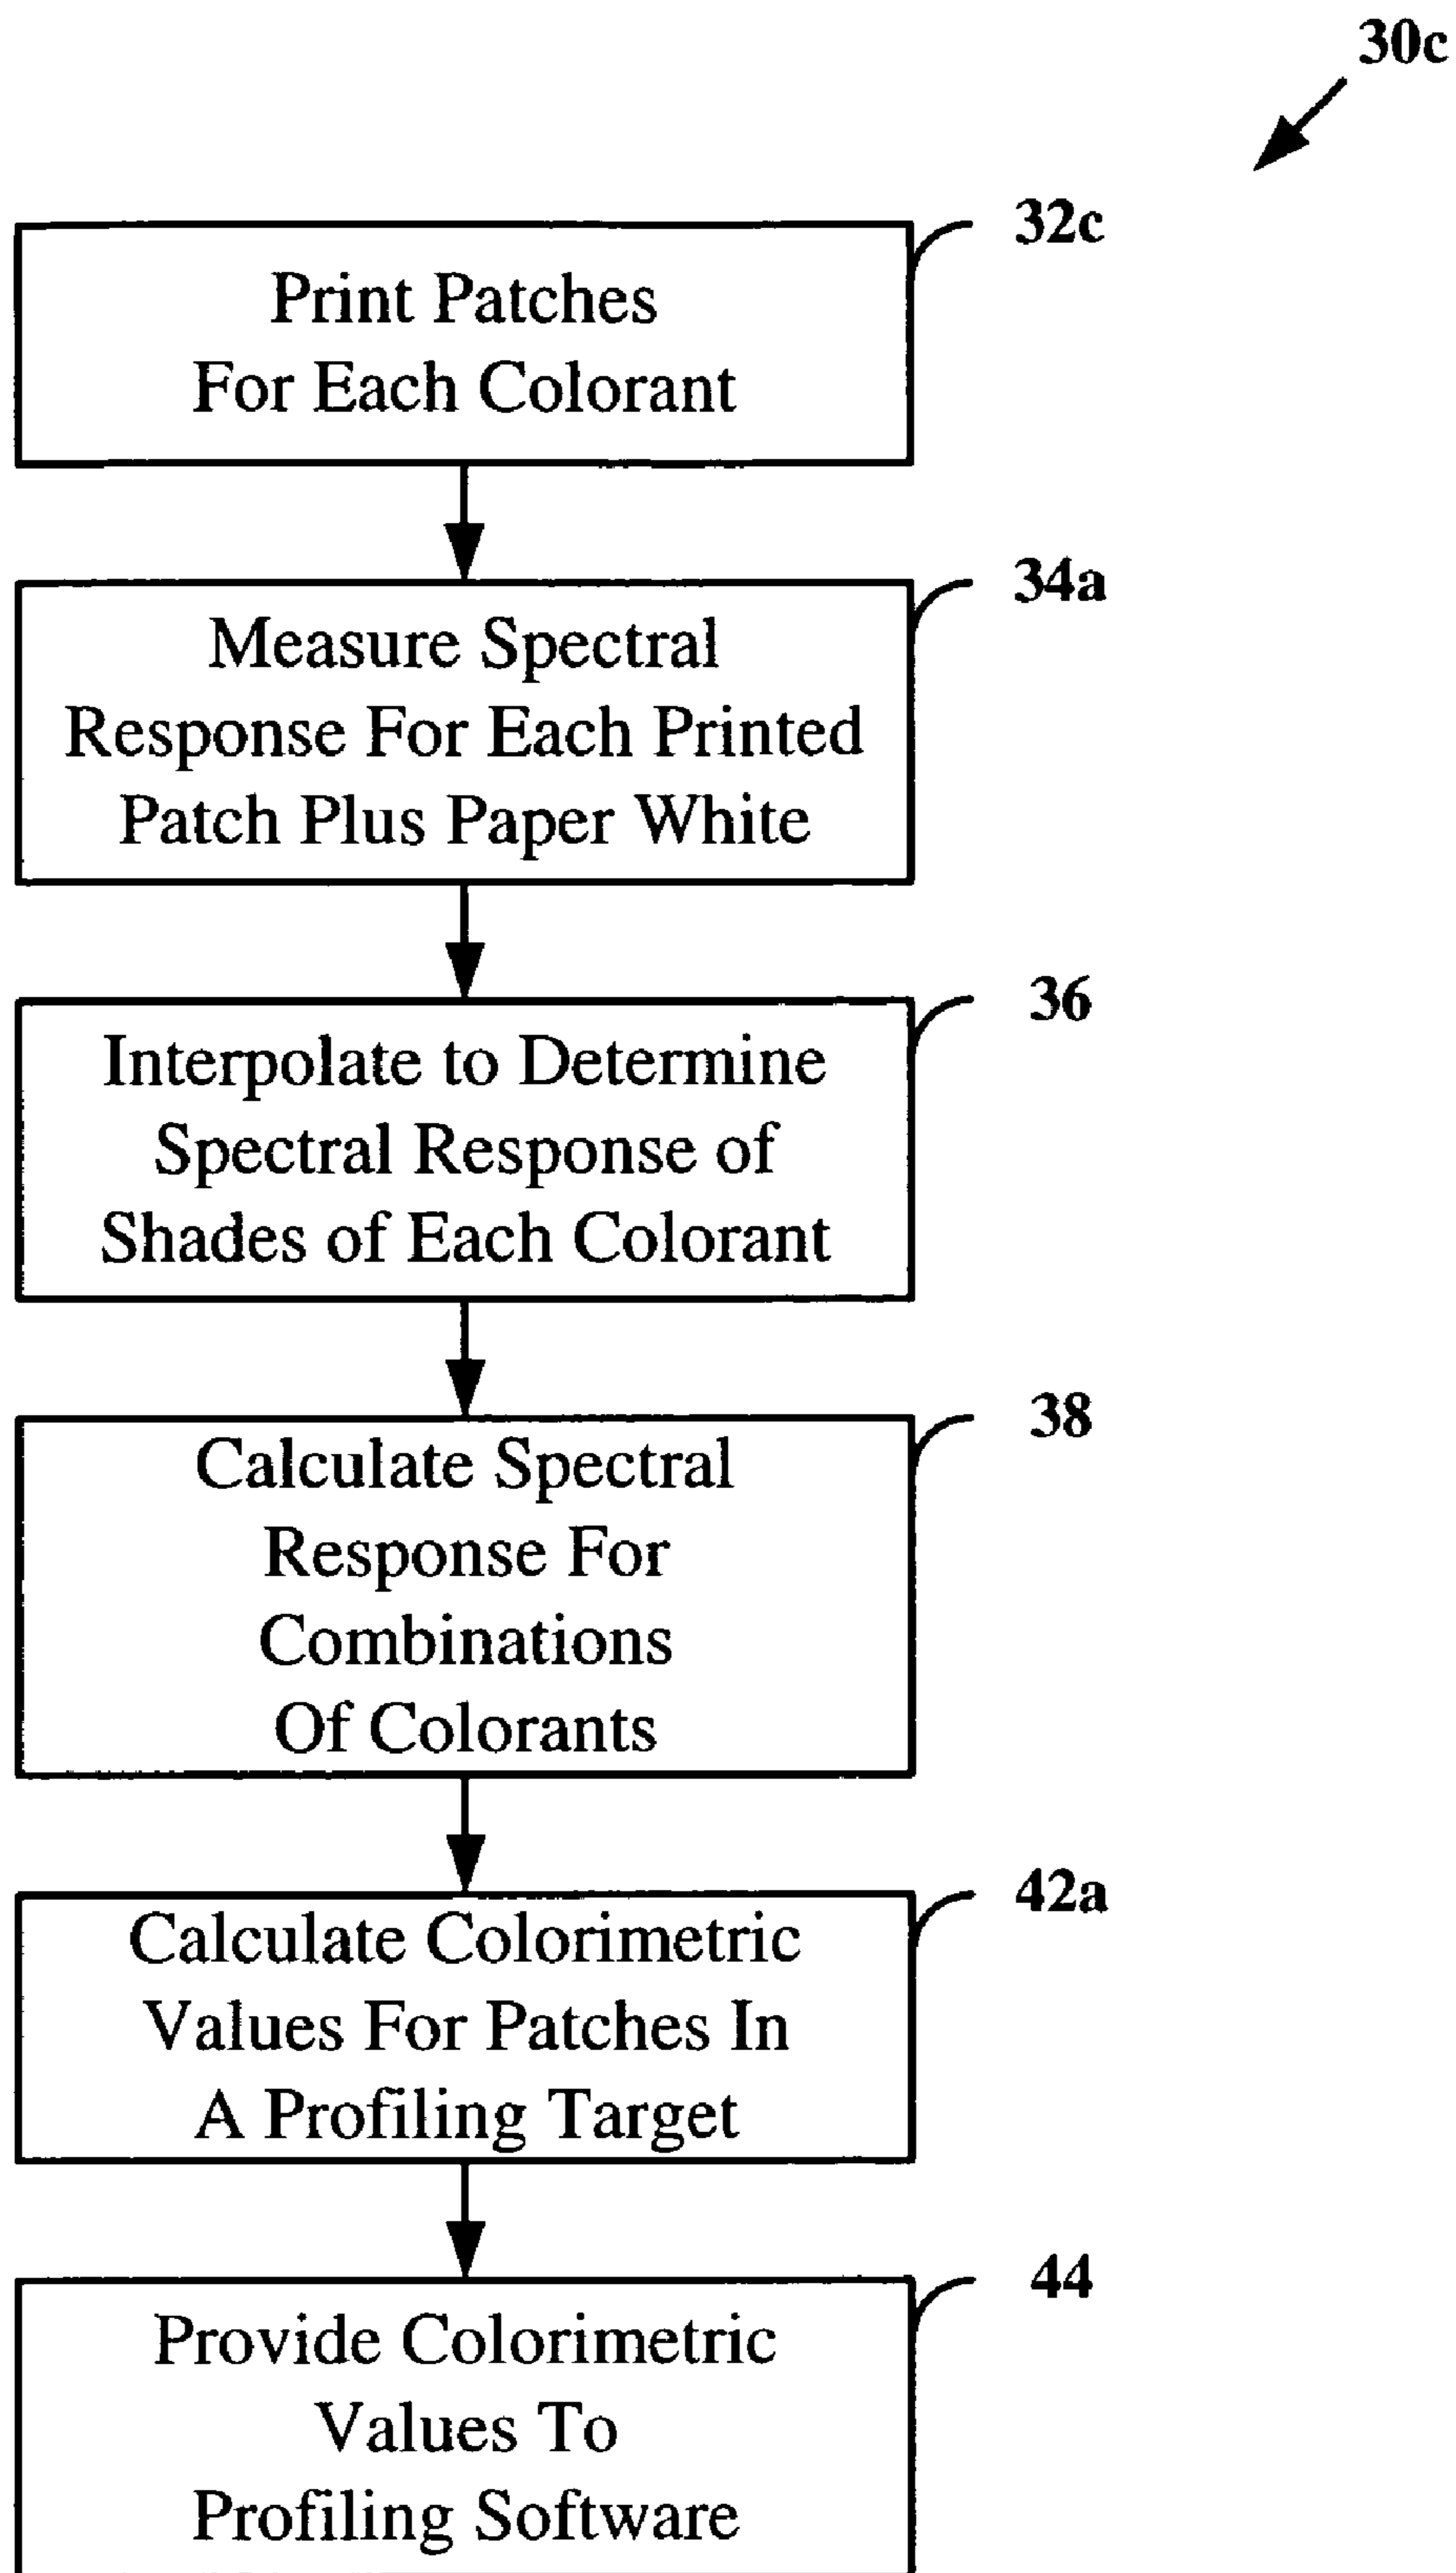 30c
32c
Print Patches
For Each Colorant
34a
Measure Spectral
Response For Each Printed
Patch Plus Paper White
36
Interpolate to Determine
Spectral Response of
Shades of Each Colorant
38
Calculate Spectral
Response For
Combinations
Of Colorants
42a
Calculate Colorimetric
Values For Patches In
A Profiling Target
44
Provide Colorimetric
Values To
Profiling Software